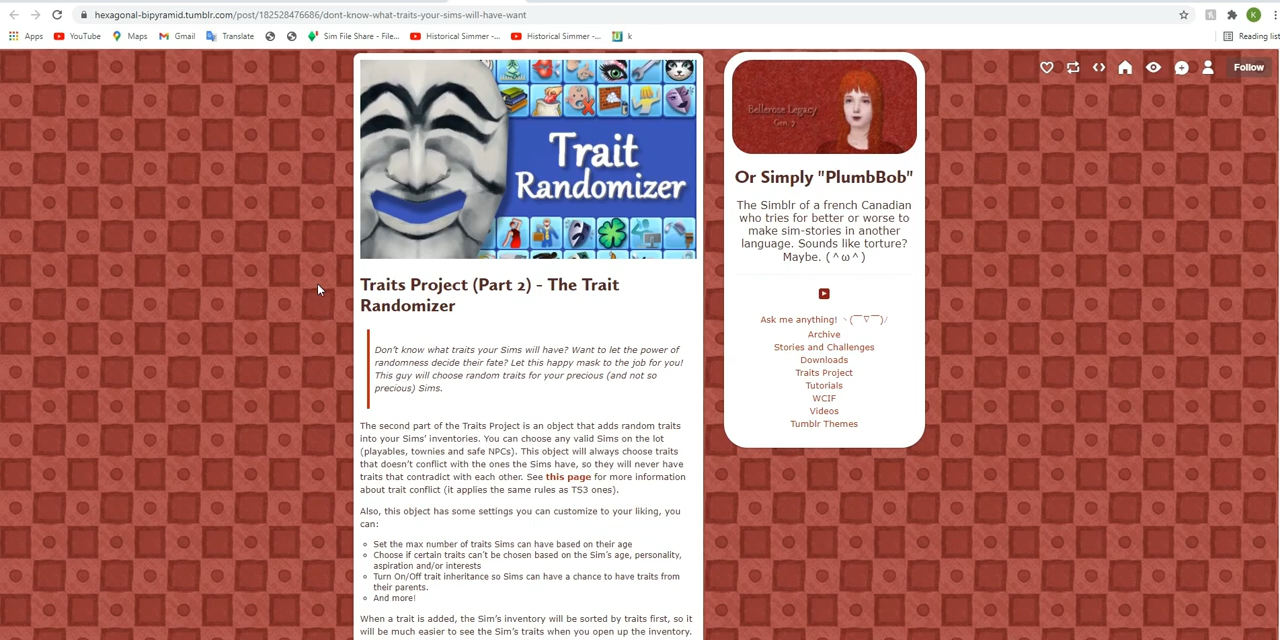 hexagonal-bipyramid.tumblr.com/post/182528476686/dont-know-what-traits-your-sims-will-have-want
K
Apps YouTube Maps Gmail Translate Sim File Share - File... Historical Simmer -... Historical Simmer -... k Reading list
Follow
Trait
Randomizer
Traits Project (Part 2) - The Trait
Randomizer
Don't know what traits your Sims will have? Want to let the power of
randomness decide their fate? Let this happy mask to the job for you!
This guy will choose random traits for your precious (and not so
precious) Sims.
The second part of the Traits Project is an object that adds random traits
into your Sims' inventories. You can choose any valid Sims on the lot
(playables, townies and safe NPCs). This object will always choose traits
that doesn't conflict with the ones the Sims have, so they will never have
traits that contradict with each other. See this page for more information
about trait conflict (it applies the same rules as TS3 ones).
Also, this object has some settings you can customize to your liking, you
can:
Set the max number of traits Sims can have based on their age
Choose if certain traits can't be chosen based on the Sim's age, personality,
aspiration and/or interests
Turn On/Off trait inheritance so Sims can have a chance to have traits from
their parents.
And more!
When a trait is added, the Sim's inventory will be sorted by traits first, so it
will be much easier to see the Sim's traits when you open up the inventory.
Bellerose Legacy
Gen. 2
Or Simply "PlumbBob"
The Simblr of a french Canadian
who tries for better or worse to
make sim-stories in another
language. Sounds like torture?
Maybe. (^ω^)
Ask me anything! ヽ(￣▽￣)/
Archive
Stories and Challenges
Downloads
Traits Project
Tutorials
WCIF
Videos
Tumblr Themes